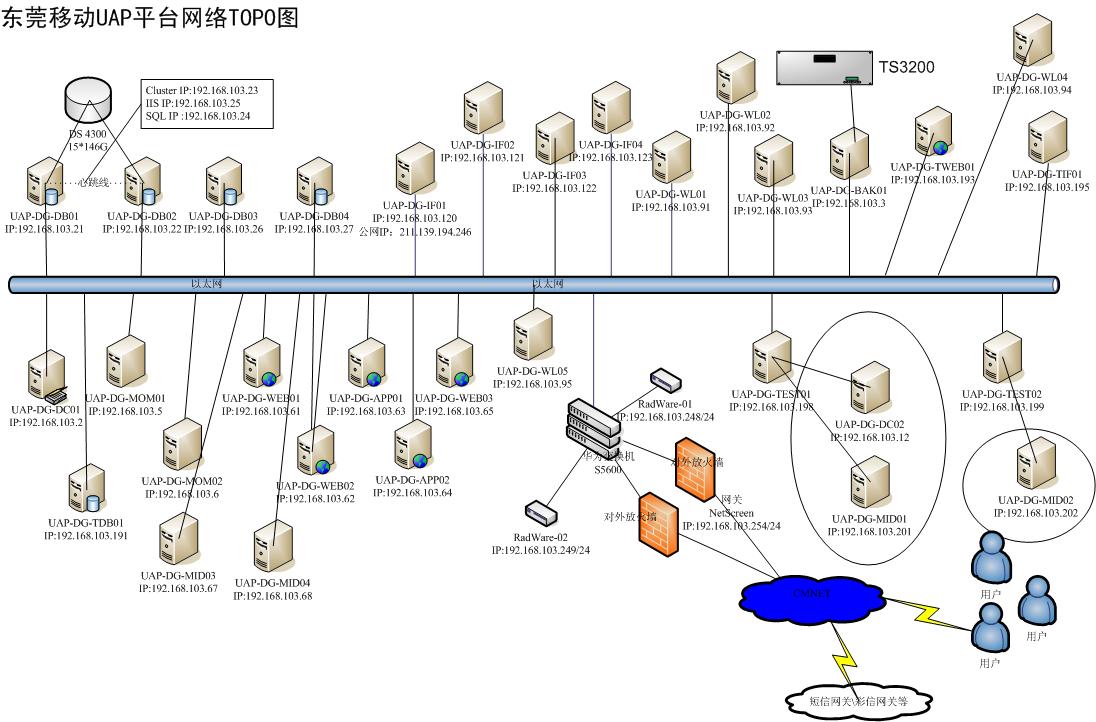 东莞移动UAP平台网络TOPO图
Cluster IP:192.168.103.23
IIS IP:192.168.103.25
SQL IP :192.168.103.24
DS 4300
15*146G
心跳线
UAP-DG-DB01
IP:192.168.103.21
UAP-DG-DB02
IP:192.168.103.22
UAP-DG-DB03
IP:192.168.103.26
UAP-DG-DB04
IP:192.168.103.27
UAP-DG-IF01
IP:192.168.103.120
公网IP：211.139.194.246
UAP-DG-IF02
IP:192.168.103.121
UAP-DG-IF03
IP:192.168.103.122
UAP-DG-IF04
IP:192.168.103.123
UAP-DG-WL01
IP:192.168.103.91
UAP-DG-WL02
IP:192.168.103.92
UAP-DG-WL03
IP:192.168.103.93
TS3200
UAP-DG-BAK01
IP:192.168.103.3
UAP-DG-TWEB01
IP:192.168.103.193
UAP-DG-WL04
IP:192.168.103.94
UAP-DG-TIF01
IP:192.168.103.195
以太网
以太网
UAP-DG-DC01
IP:192.168.103.2
UAP-DG-TDB01
IP:192.168.103.191
UAP-DG-MOM01
IP:192.168.103.5
UAP-DG-MOM02
IP:192.168.103.6
UAP-DG-MID03
IP:192.168.103.67
UAP-DG-MID04
IP:192.168.103.68
UAP-DG-WEB01
IP:192.168.103.61
UAP-DG-WEB02
IP:192.168.103.62
UAP-DG-APP01
IP:192.168.103.63
UAP-DG-APP02
IP:192.168.103.64
UAP-DG-WEB03
IP:192.168.103.65
UAP-DG-WL05
IP:192.168.103.95
RadWare-01
IP:192.168.103.248/24
华为交换机
S5600
RadWare-02
IP:192.168.103.249/24
对外放火墙
对外放火墙
网关
NetScreen
IP:192.168.103.254/24
UAP-DG-TEST01
IP:192.168.103.198
UAP-DG-DC02
IP:192.168.103.12
UAP-DG-MID01
IP:192.168.103.201
UAP-DG-TEST02
IP:192.168.103.199
UAP-DG-MID02
IP:192.168.103.202
CMNET
用户
用户
用户
短信网关\彩信网关等